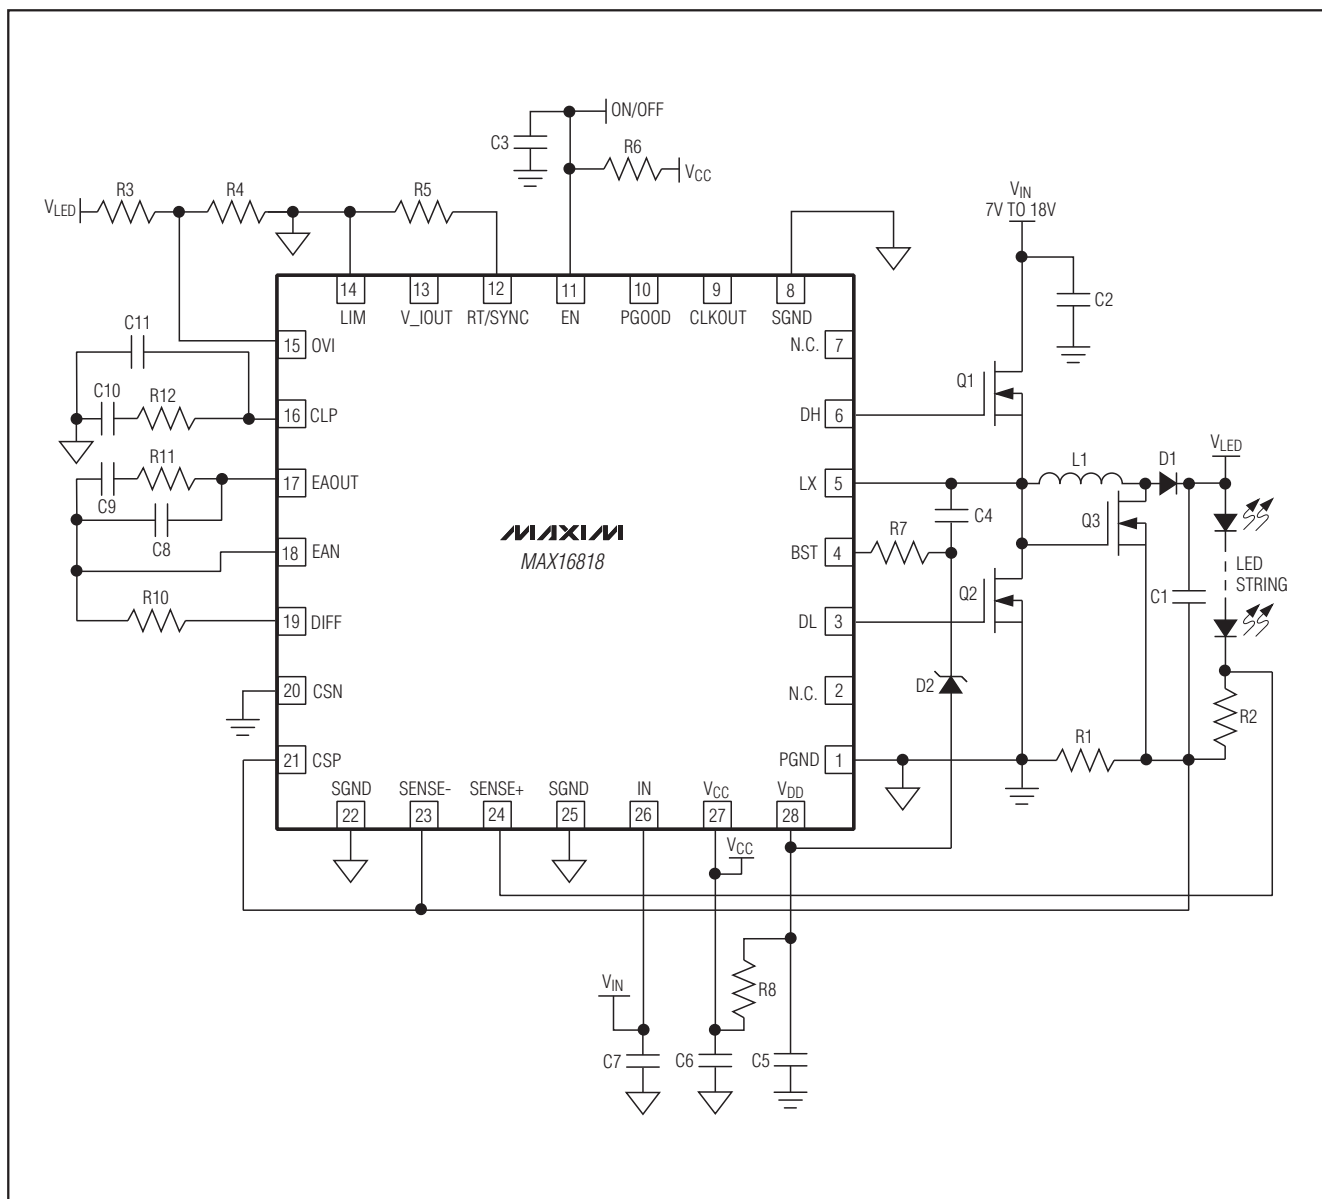 ON/OFF
C3
R6
VCC
R3
R4
R5
VLED
VIN
7V TO 18V
C2
14
13
12
11
10
9
8
LIM
V_IOUT
RT/SYNC
EN
PGOOD
CLKOUT
SGND
C11
15
OVI
N.C.
7
C10
R12
16
CLP
DH
6
Q1
R11
C9
17
EAOUT
LX
5
L1
D1
VLED
C8
C4
Q3
MAXIM
MAX16818
18
EAN
BST
4
R7
LED
STRING
C1
Q2
R10
19
DIFF
DL
3
20
CSN
N.C.
2
D2
R2
21
CSP
PGND
1
R1
SGND
SENSE-
SENSE+
SGND
IN
VCC
VDD
22
23
24
25
26
27
28
VCC
VIN
R8
C7
C6
C5